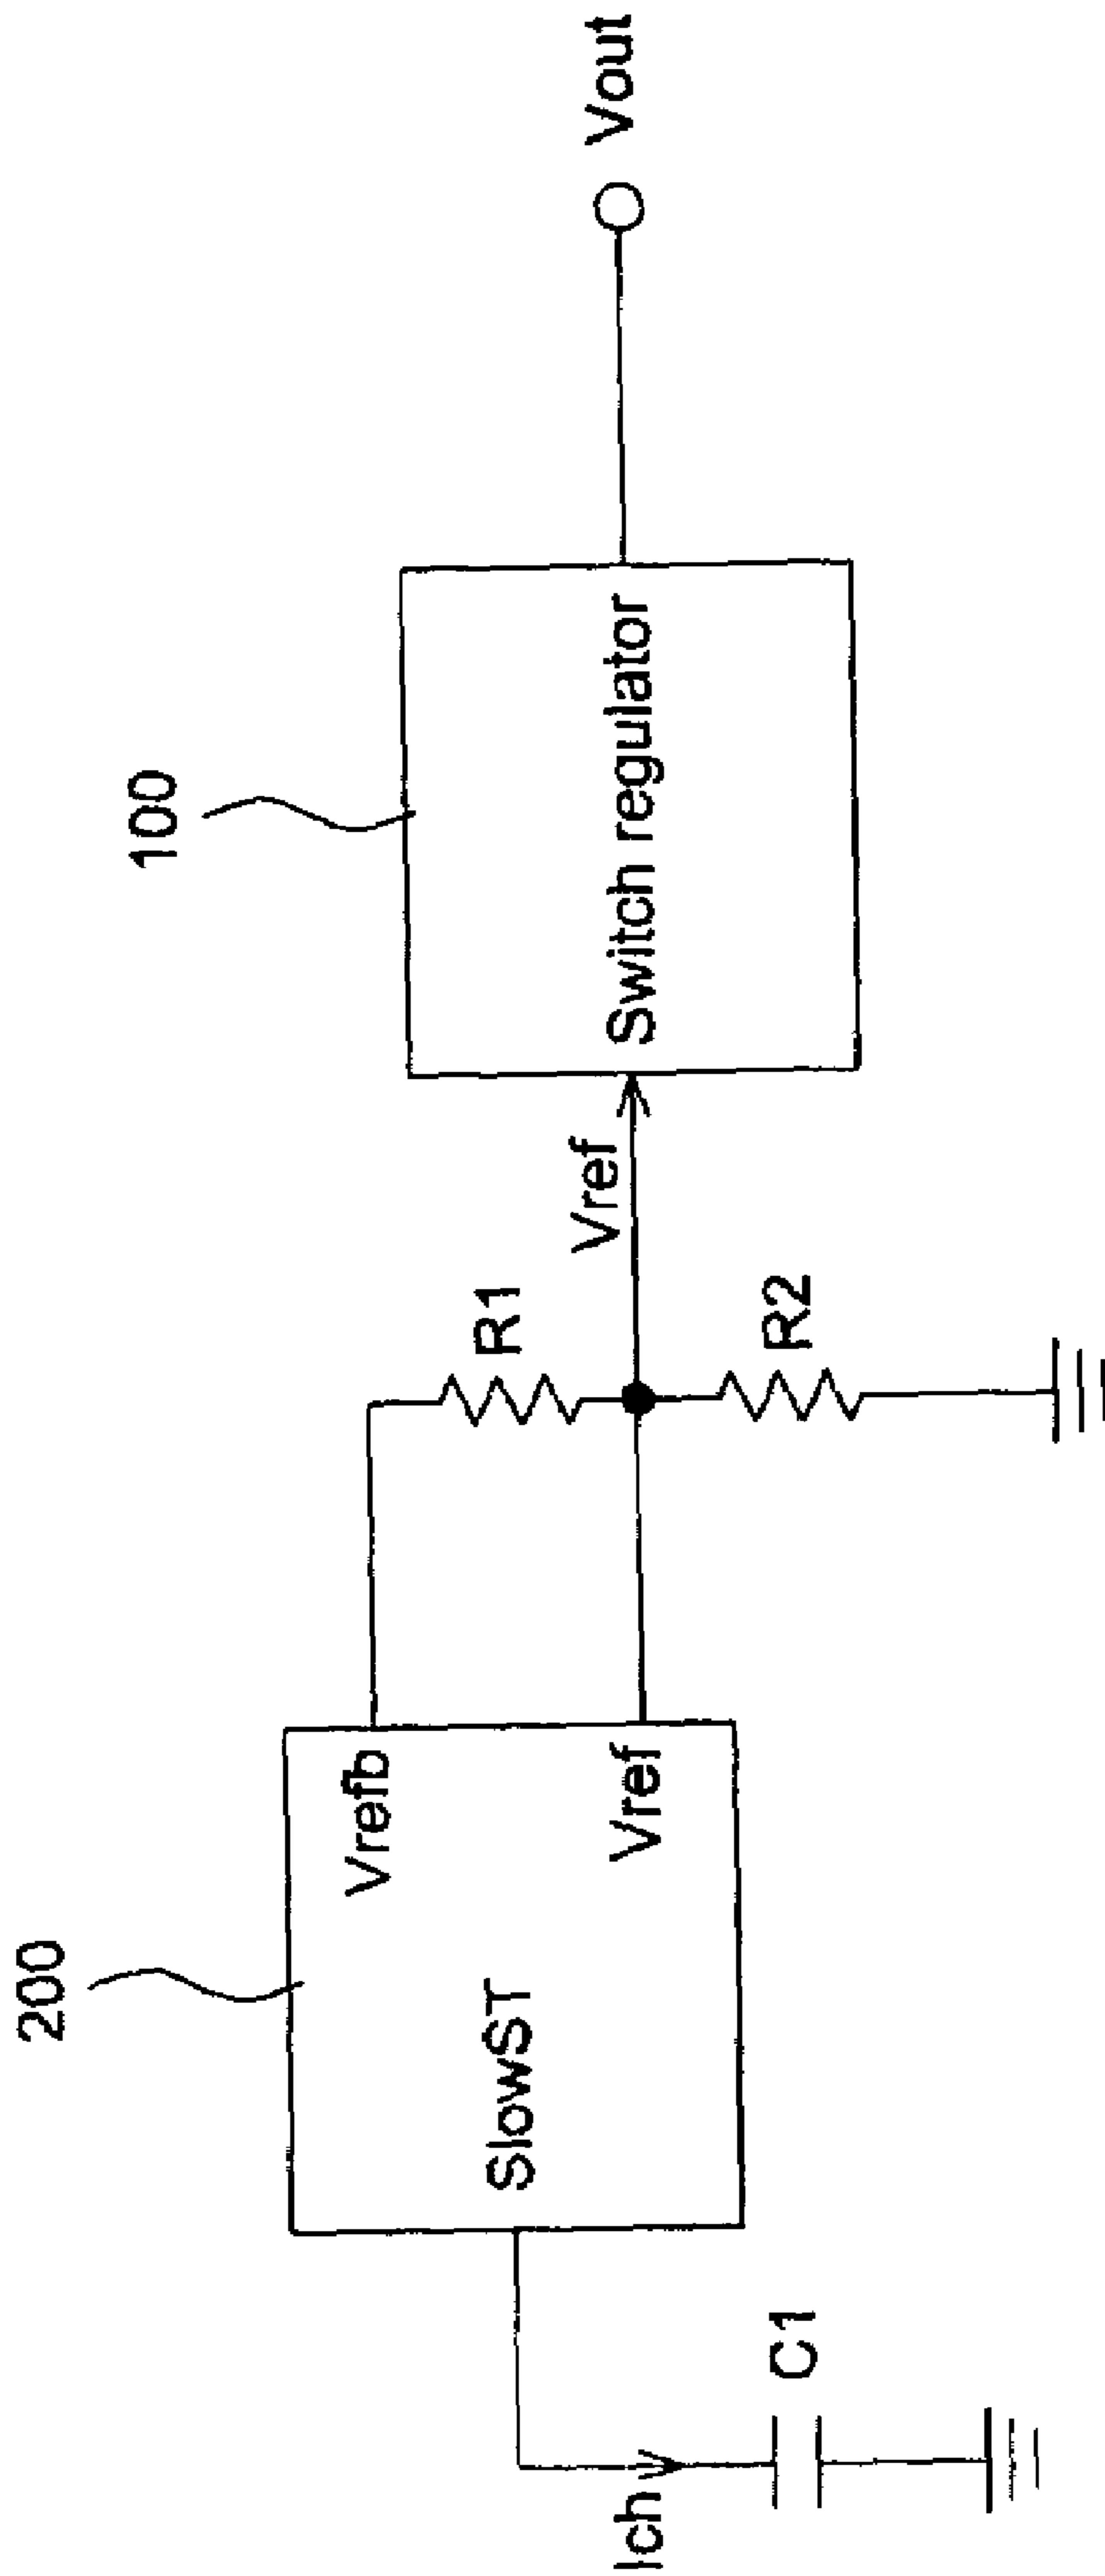 200
100
SlowST
Vrefb
Vref
R1
R2
Vref
Switch regulator
Vout
Ich
C1